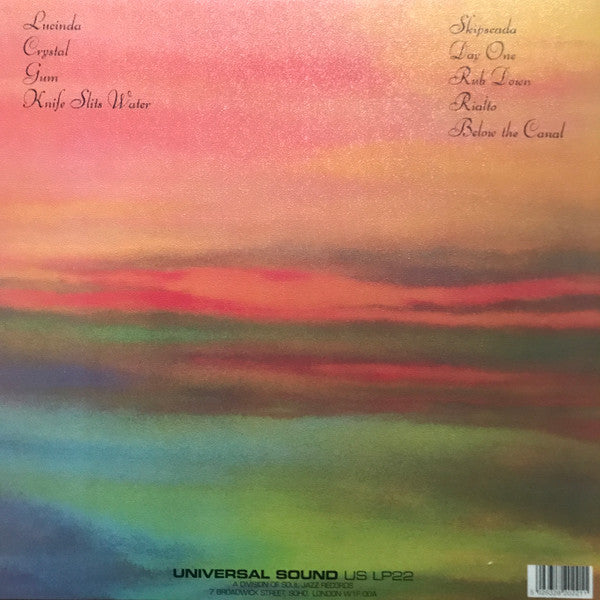 Lucinda
Crystal
Gum
Knife Slits Water
Skipscada
Day One
Rub Down
Rialto
Below the Canal
UNIVERSAL SOUND US LP22
A DIVISION OF SOUL JAZZ RECORDS
7 BROADWICK STREET, SOHO, LONDON W1F 0DA